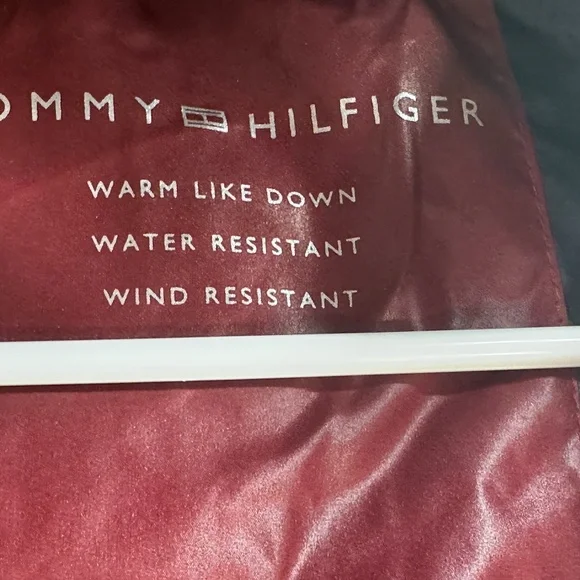 OMMY HILFIGER
WARM LIKE DOWN
WATER RESISTANT
WIND RESISTANT